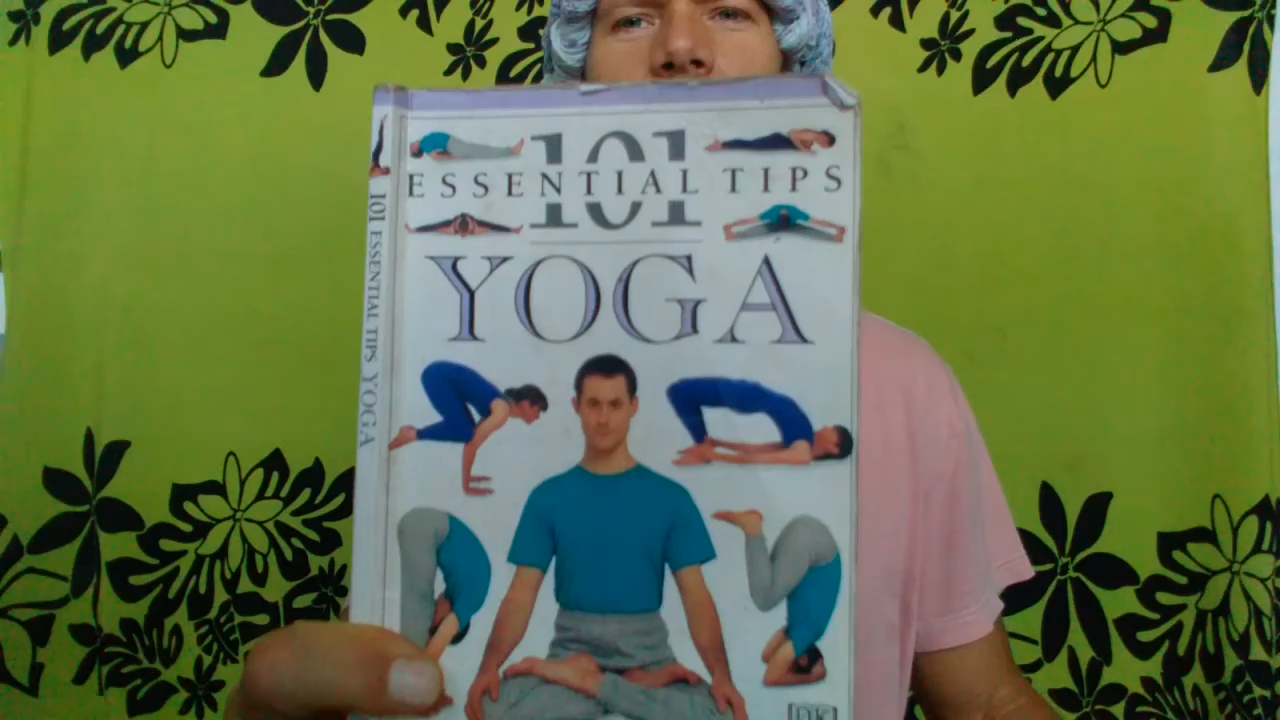 101
ESSENTIAL TIPS
YOGA
101 ESSENTIAL TIPS YOGA
DK